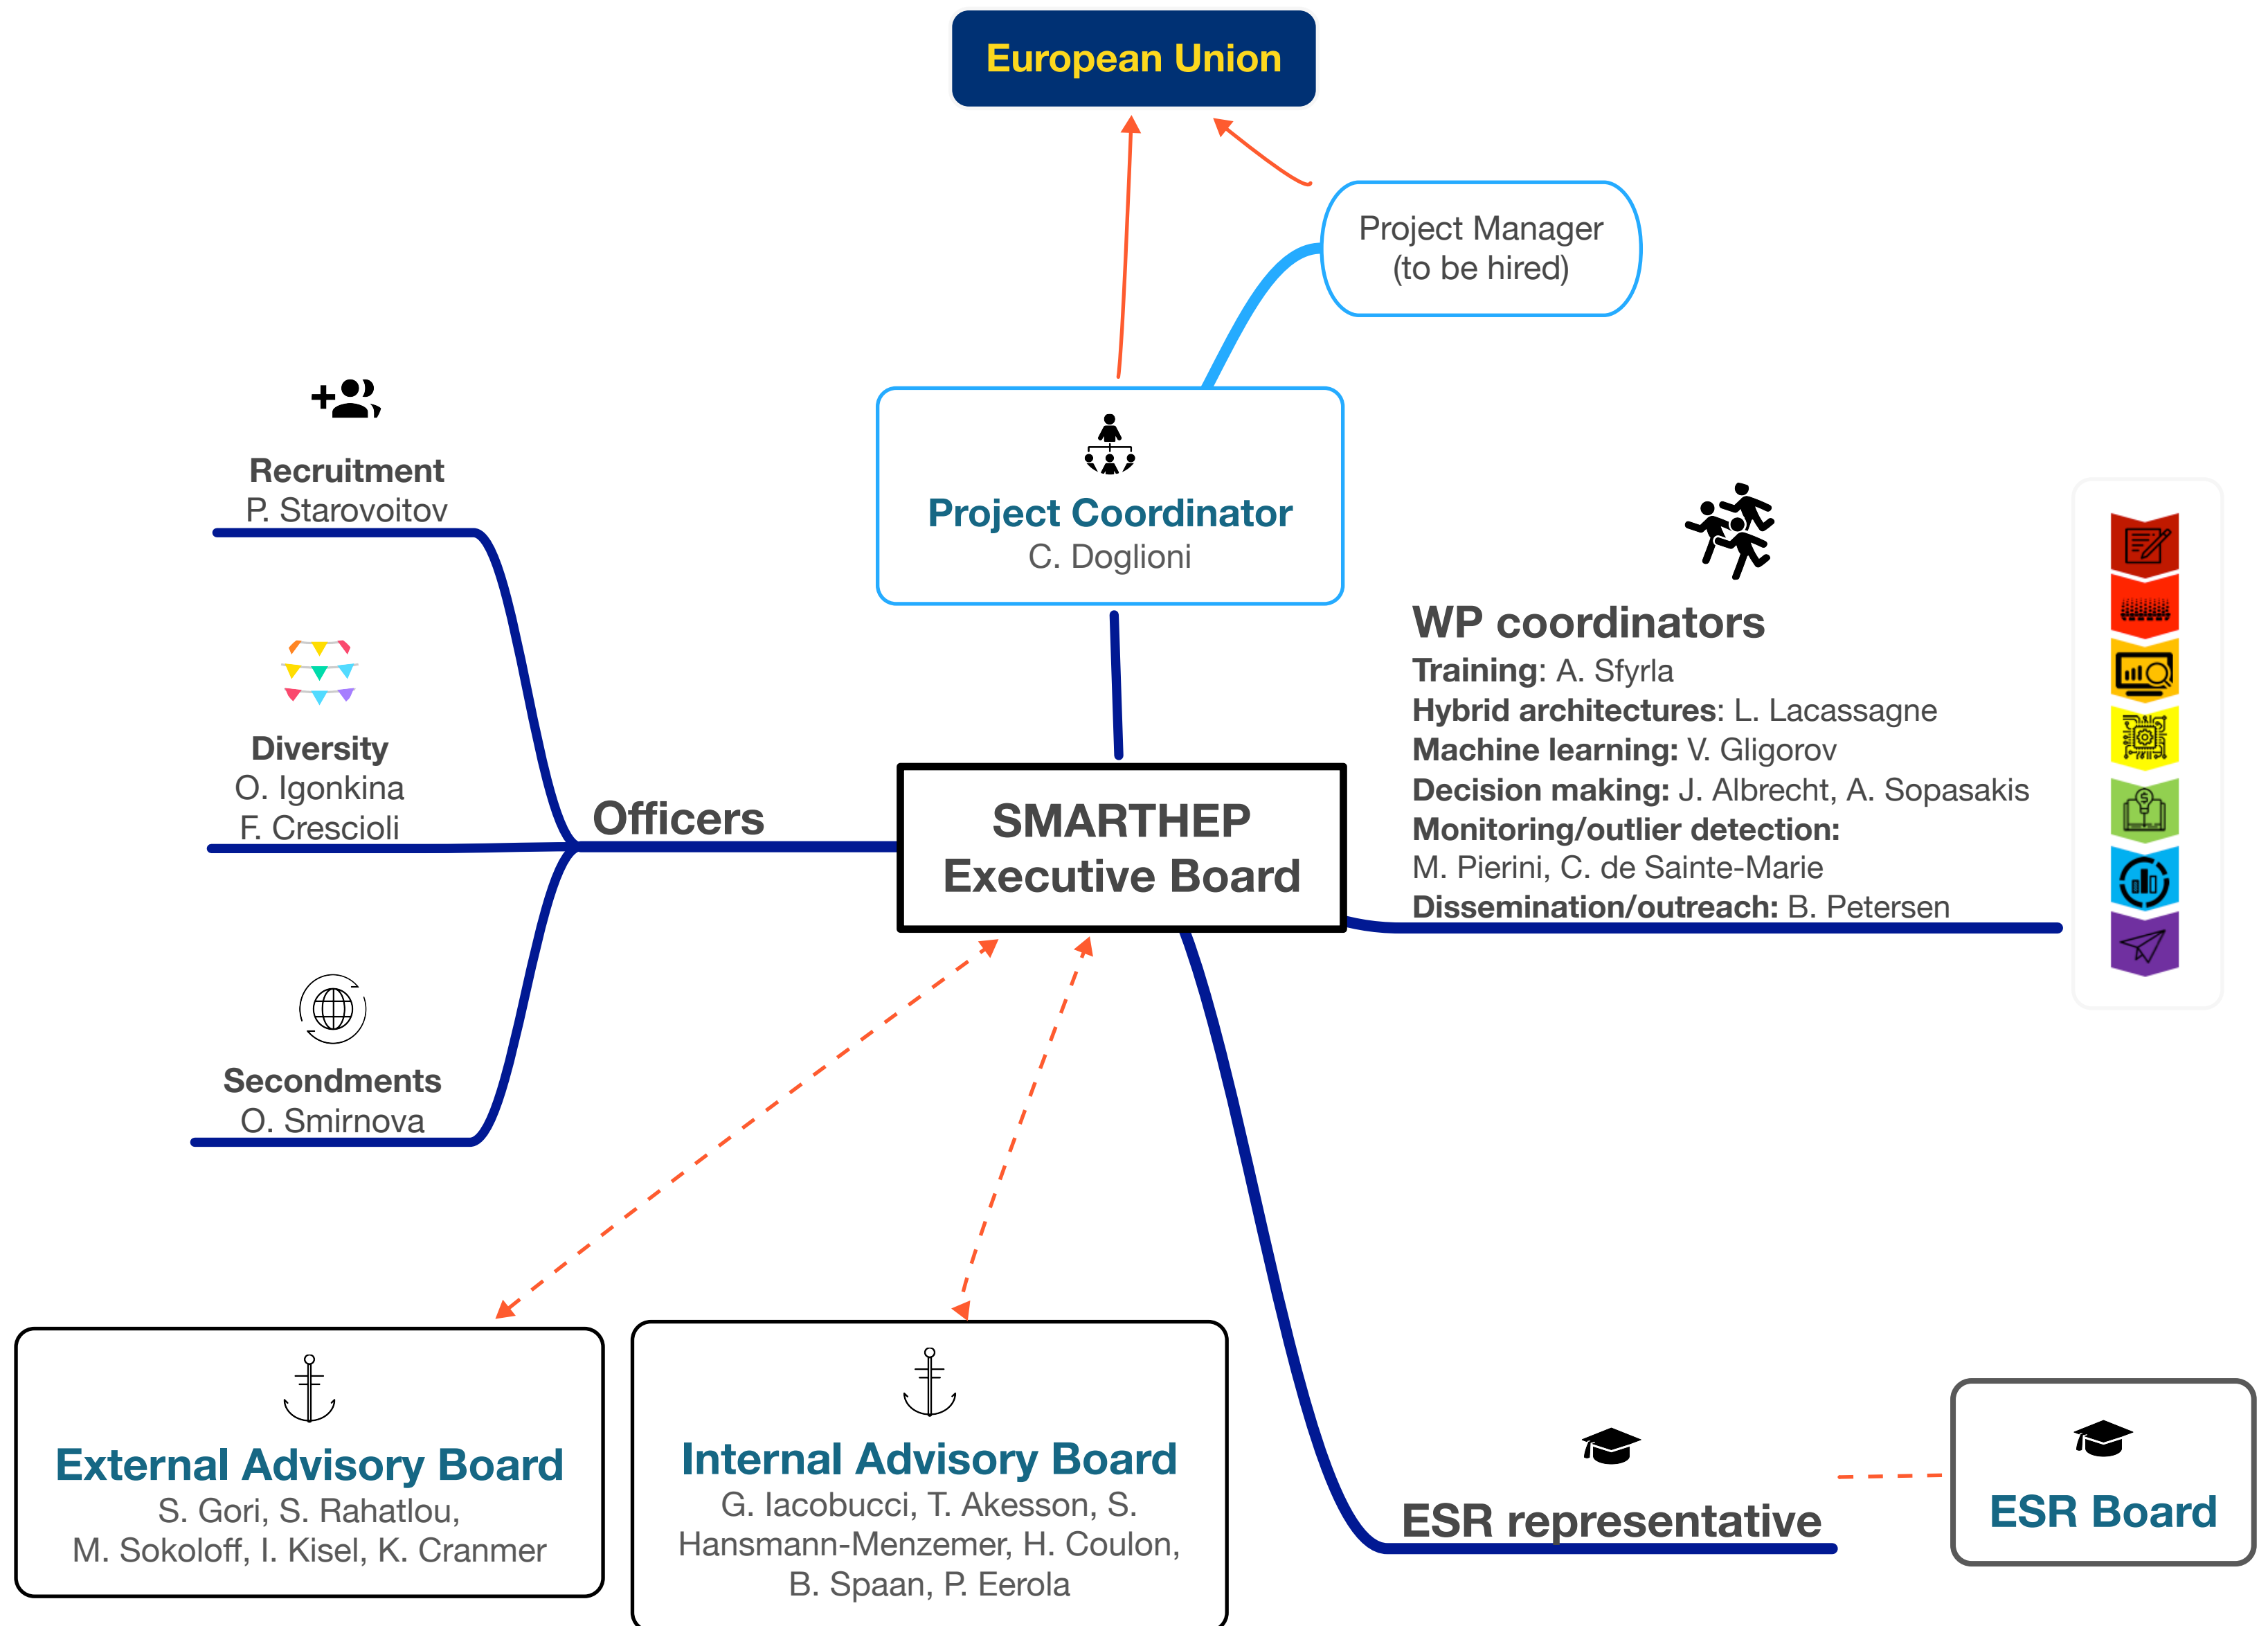 European Union
Project Manager
(to be hired)
Recruitment
P. Starovoitov
Project Coordinator
C. Doglioni
Diversity
O. Igonkina
F. Crescioli
Officers
SMARTHEP
Executive Board
WP coordinators
Training: A. Sfyrla
Hybrid architectures: L. Lacassagne
Machine learning: V. Gligorov
Decision making: J. Albrecht, A. Sopasakis
Monitoring/outlier detection:
M. Pierini, C. de Sainte-Marie
Dissemination/outreach: B. Petersen
Secondments
O. Smirnova
External Advisory Board
S. Gori, S. Rahatlou,
M. Sokoloff, I. Kisel, K. Cranmer
Internal Advisory Board
G. Iacobucci, T. Akesson, S.
Hansmann-Menzemer, H. Coulon,
B. Spaan, P. Eerola
ESR representative
ESR Board